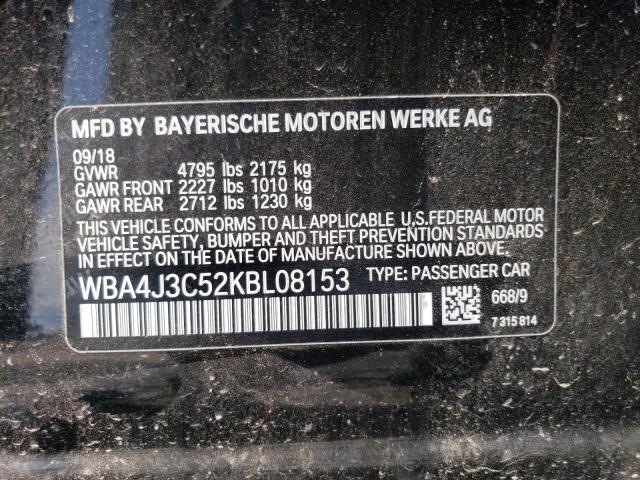 MFD BY BAYERISCHE MOTOREN WERKE AG
09/18
GVWR 4795 lbs 2175 kg
GAWR FRONT 2227 lbs 1010 kg
GAWR REAR 2712 lbs 1230 kg
THIS VEHICLE CONFORMS TO ALL APPLICABLE U.S.FEDERAL MOTOR
VEHICLE SAFETY, BUMPER AND THEFT PREVENTION STANDARDS
IN EFFECT ON THE DATE OF MANUFACTURE SHOWN ABOVE.
WBA4J3C52KBL08153 TYPE: PASSENGER CAR
668/9
7 315 814